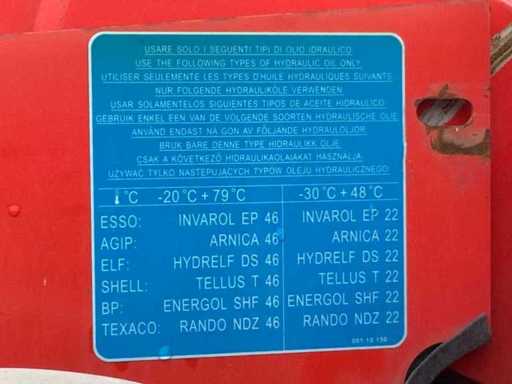 USARE SOLO I SEGUENTI TIPI DI OLIO IDRAULICO
USE THE FOLLOWING TYPES OF HYDRAULIC OIL ONLY
UTILISER SEULEMENTE LES TYPES D'HUILE HYDRAULIQUES SUIVANTS
NUR FOLGENDE HYDRAULIKÖLE VERWENDEN
USAR SOLAMENTELOS SIGUIENTES TIPOS DE ACEITE HIDRAULICO
GEBRUIK ENKEL EEN VAN DE VOLGENDE SOORTEN HYDRAULISCHE OLIE
ANVÄND ENDAST NA GON AV FÖLJANDE HYDRAULOLJOR
BRUK BARE DENNE TYPE HIDRAULIKK OLJE
CSAK A KÖVETKEZÖ HIDRAULIKAOLAJAKAT HASZNALJA
UŻYWAĆ TYLKO NASTEPUJĄCYCH TYPÓW OLEJU HYDRAULICZNEGO
°C -20°C +79°C -30°C +48°C
ESSO: INVAROL EP 46 INVAROL EP 22
AGIP: ARNICA 46 ARNICA 22
ELF: HYDRELF DS 46 HYDRELF DS 22
SHELL: TELLUS T 46 TELLUS T 22
BP: ENERGOL SHF 46 ENERGOL SHF 22
TEXACO: RANDO NDZ 46 RANDO NDZ 22